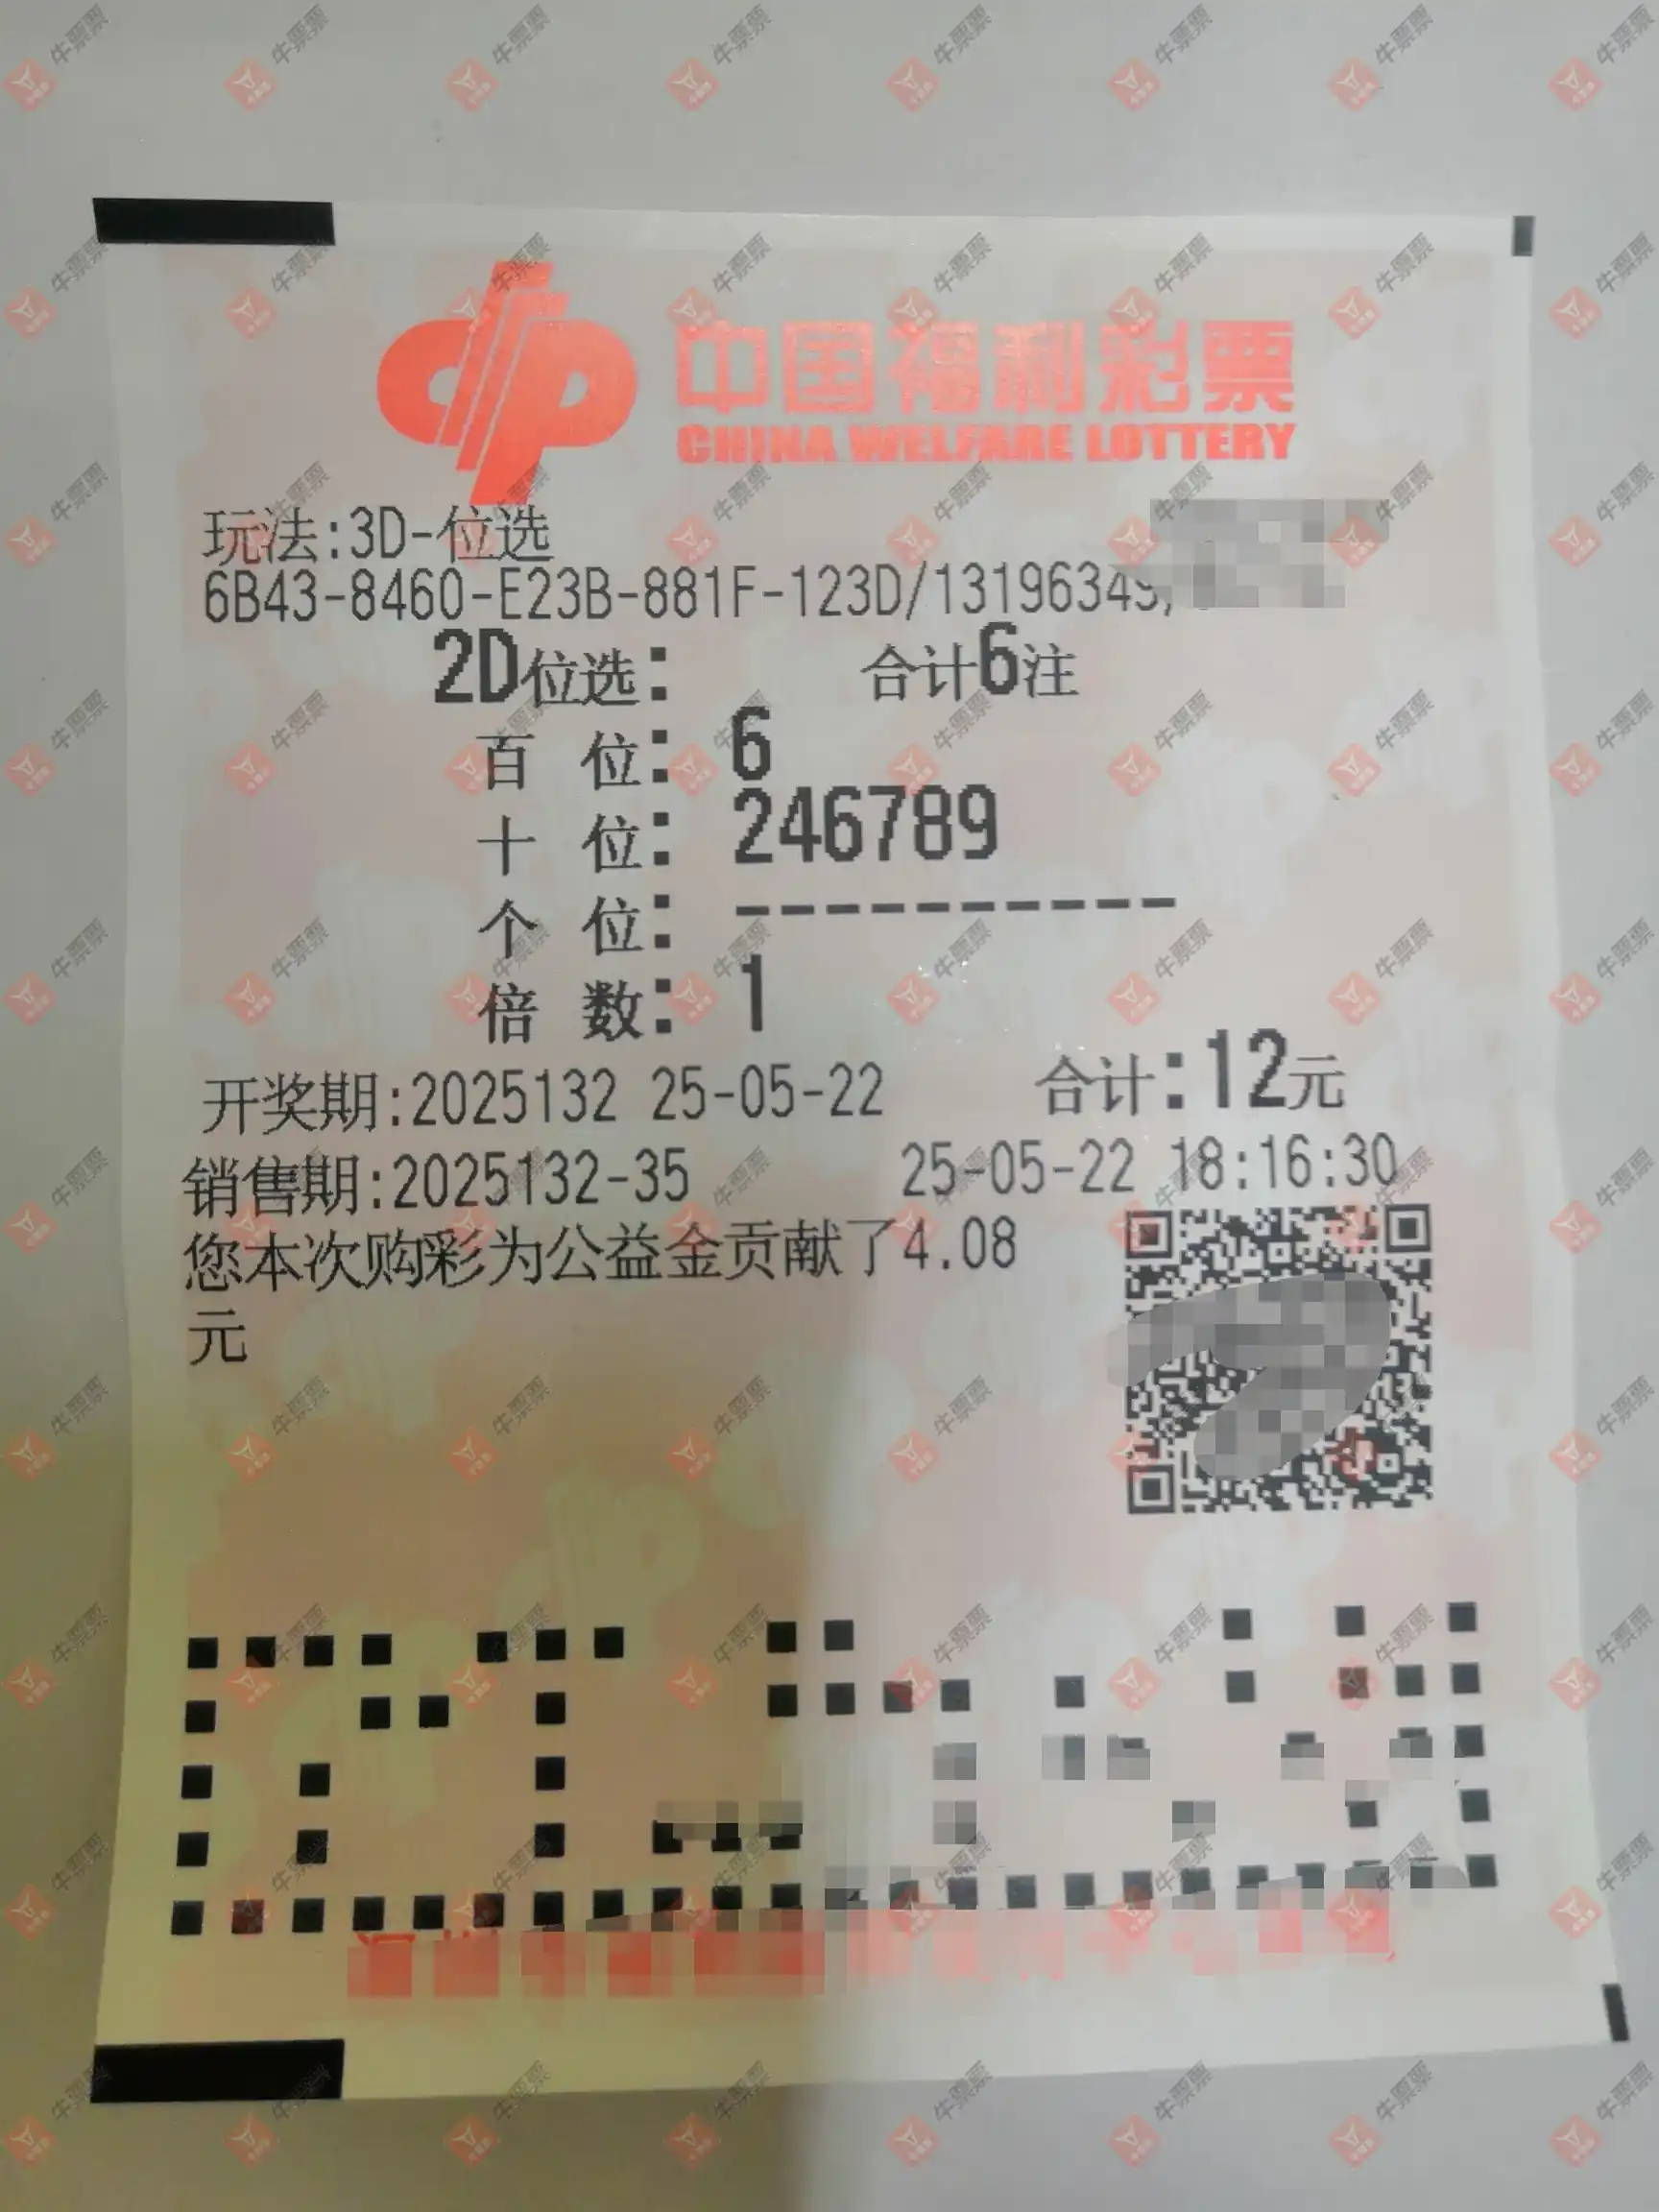 中国福利彩票
CHINA WELFARE LOTTERY
玩法:3D-位选
6B43-8460-E23B-881F-123D/13196349
2D位选: 合计6注
百 位: 6
十 位: 246789
个 位: ----------
倍 数: 1
开奖期:2025132 25-05-22 合计:12元
销售期:2025132-35 25-05-22 18:16:30
您本次购彩为公益金贡献了4.08
元
牛票票